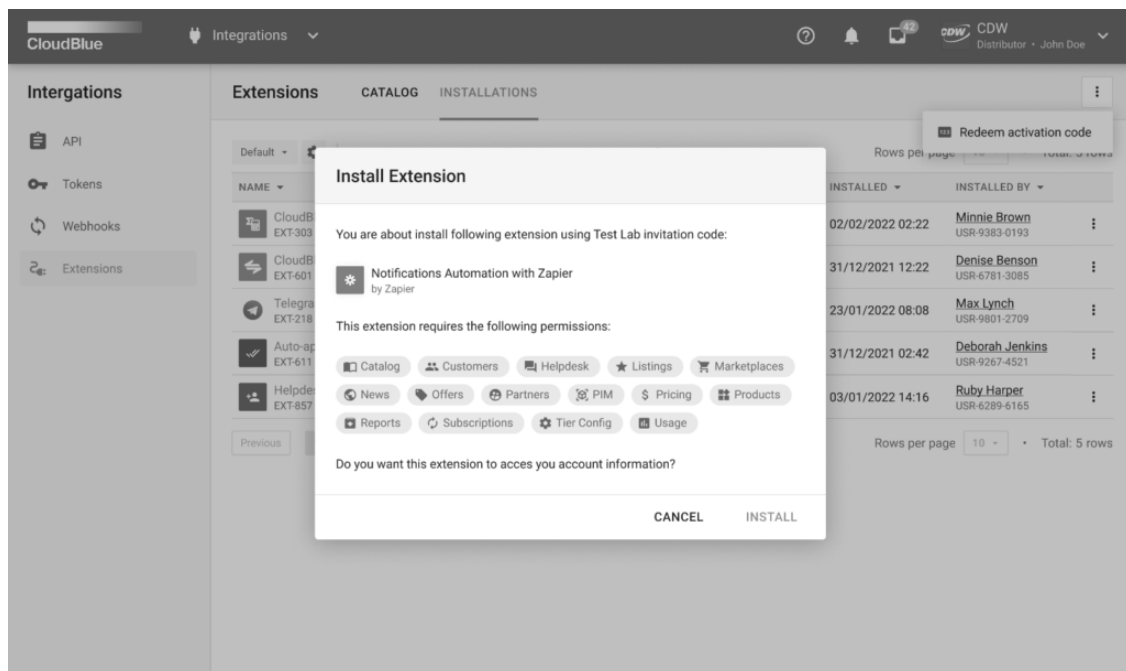 CloudBlue
Integrations
42
CDW
CDW
Distributor • John Doe
Intergations
API
Tokens
Webhooks
Extensions
Extensions
CATALOG
INSTALLATIONS
Redeem activation code
Default
Rows per page
Total: 5 rows
NAME
INSTALLED
INSTALLED BY
EXT-303
02/02/2022 02:22
Minnie Brown
USR-9383-0193
EXT-601
31/12/2021 12:22
Denise Benson
USR-6781-3085
EXT-218
23/01/2022 08:08
Max Lynch
USR-9801-2709
EXT-611
31/12/2021 02:42
Deborah Jenkins
USR-9267-4521
EXT-857
03/01/2022 14:16
Ruby Harper
USR-6289-6165
Previous
Rows per page 10 • Total: 5 rows
Install Extension
You are about install following extension using Test Lab invitation code:
Notifications Automation with Zapier
by Zapier
This extension requires the following permissions:
Catalog Customers Helpdesk Listings Marketplaces
News Offers Partners PIM $ Pricing Products
Reports Subscriptions Tier Config Usage
Do you want this extension to acces you account information?
CANCEL INSTALL